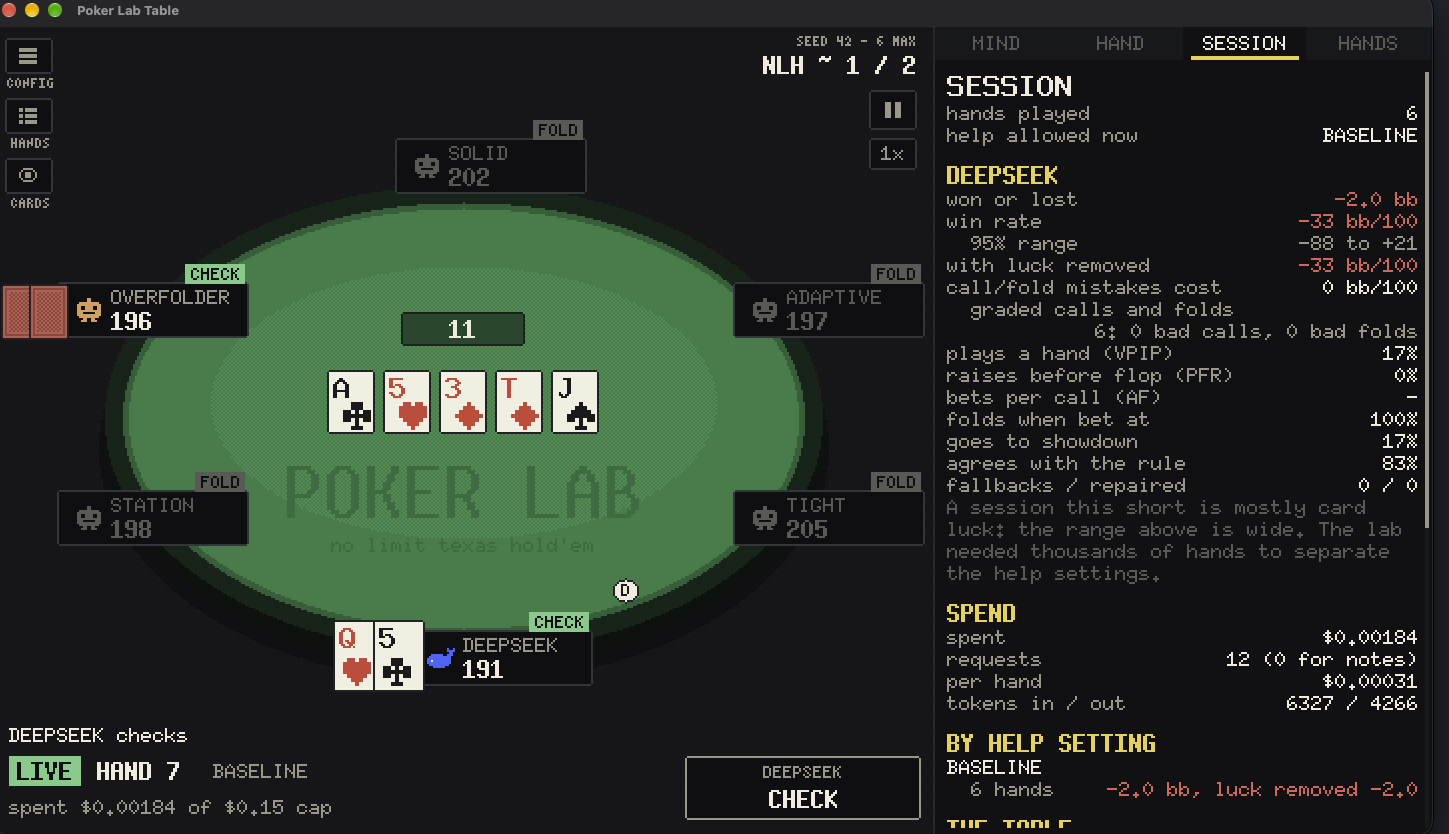 Poker Lab Table
CONFIG
HANDS
CARDS
SEED 42 - 6 MAX
NLH ~ 1 / 2
1x
FOLD
SOLID
202
CHECK
OVERFOLDER
196
FOLD
ADAPTIVE
197
11
A 5 3 T J
FOLD
STATION
198
POKER LAB
no limit texas hold'em
FOLD
TIGHT
205
D
CHECK
Q 5
DEEPSEEK
191
DEEPSEEK checks
LIVE HAND 7 BASELINE
spent $0.00184 of $0.15 cap
DEEPSEEK
CHECK
MIND HAND SESSION HANDS
SESSION
hands played 6
help allowed now BASELINE
DEEPSEEK
won or lost -2.0 bb
win rate -33 bb/100
95% range -88 to +21
with luck removed -33 bb/100
call/fold mistakes cost 0 bb/100
graded calls and folds
6: 0 bad calls, 0 bad folds
plays a hand (VPIP) 17%
raises before flop (PFR) 0%
bets per call (AF) -
folds when bet at 100%
goes to showdown 17%
agrees with the rule 83%
fallbacks / repaired 0 / 0
A session this short is mostly card
luck: the range above is wide. The lab
needed thousands of hands to separate
the help settings.
SPEND
spent $0.00184
requests 12 (0 for notes)
per hand $0.00031
tokens in / out 6327 / 4266
BY HELP SETTING
BASELINE
6 hands -2.0 bb, luck removed -2.0
THE TABLE